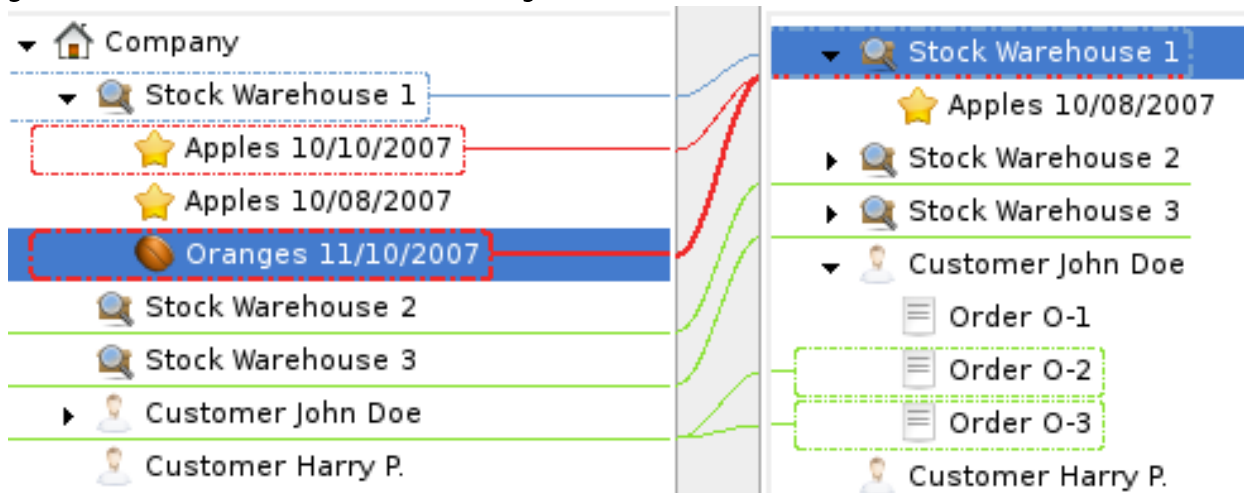 Company
Stock Warehouse 1
Apples 10/10/2007
Apples 10/08/2007
Oranges 11/10/2007
Stock Warehouse 2
Stock Warehouse 3
Customer John Doe
Customer Harry P.
Stock Warehouse 1
Apples 10/08/2007
Stock Warehouse 2
Stock Warehouse 3
Customer John Doe
Order O-1
Order O-2
Order O-3
Customer Harry P.